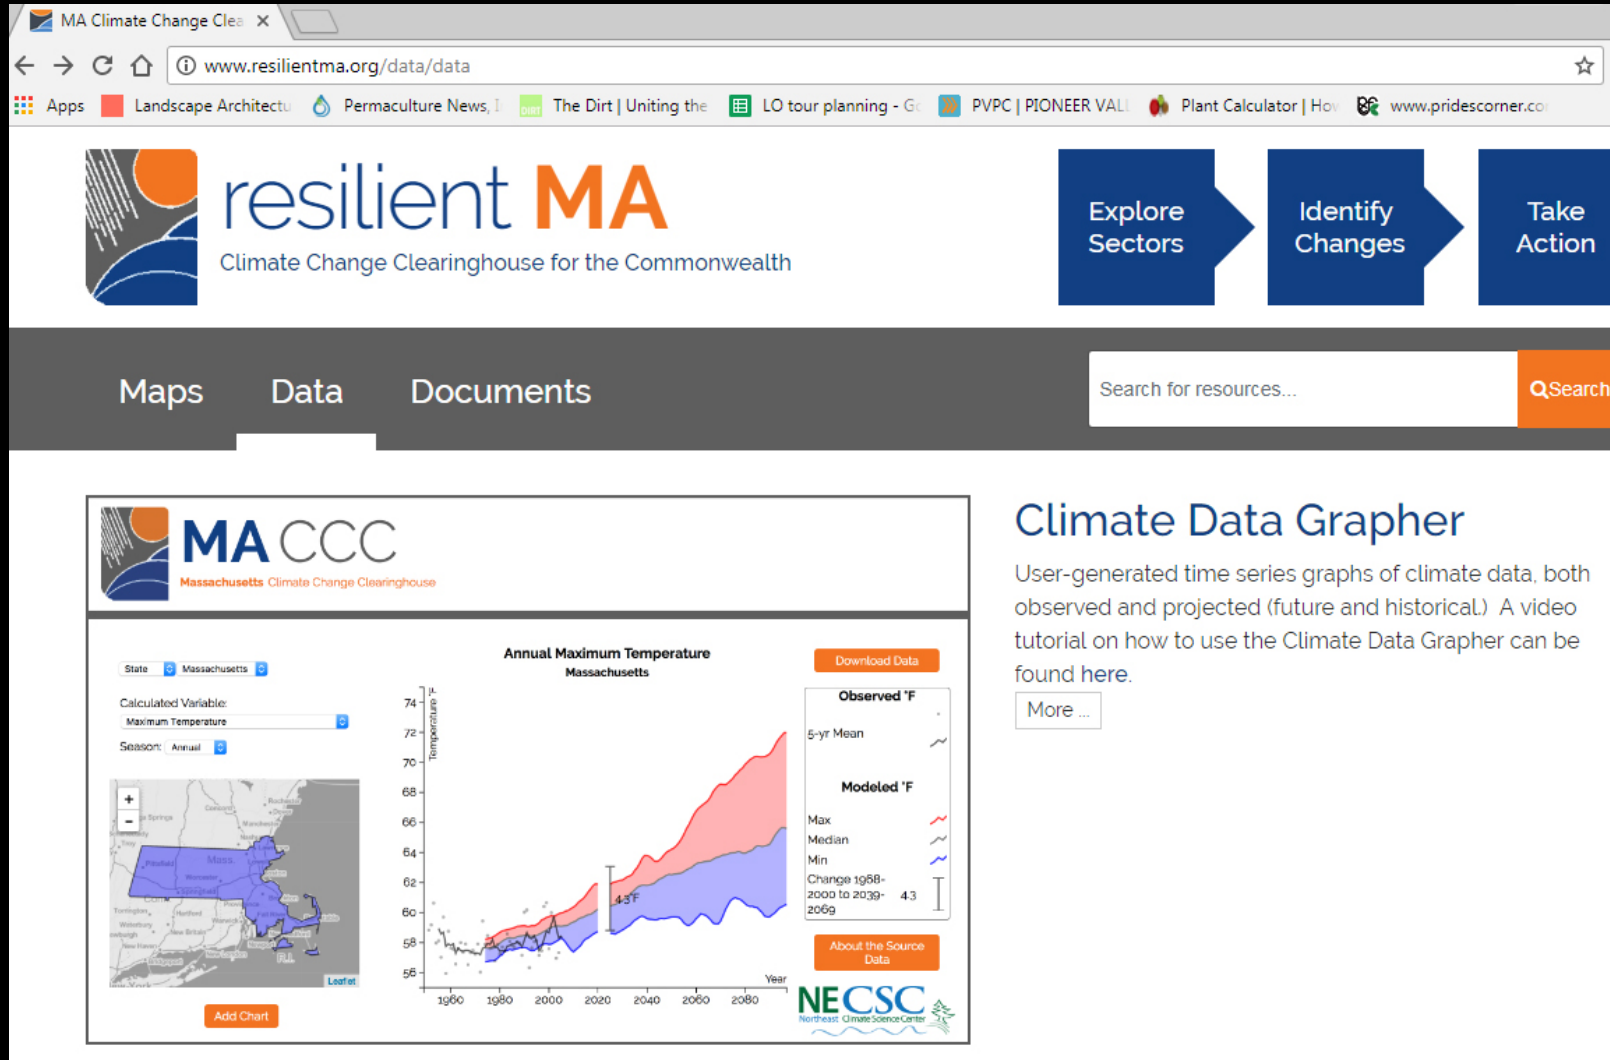 MA Climate Change Clea
www.resilientma.org/data/data
Apps Landscape Architectu Permaculture News, The Dirt | Uniting the LO tour planning - Go PVPC | PIONEER VALL Plant Calculator | How www.pridescorner.co
resilient MA
Climate Change Clearinghouse for the Commonwealth
Explore
Sectors
Identify
Changes
Take
Action
Maps Data Documents
Search for resources...
Search
MA CCC
Massachusetts Climate Change Clearinghouse
State Massachusetts
Calculated Variable:
Maximum Temperature
Season: Annual
+
-
Leaflet
Add Chart
Annual Maximum Temperature
Massachusetts
Temperature °F
74
72
70
68
66
64
62
60
58
56
4.3°F
Year
1960 1980 2000 2020 2040 2060 2080
Download Data
Observed °F
5-yr Mean
Modeled °F
Max
Median
Min
Change 1968-
2000 to 2039- 4.3
2069
About the Source
Data
NECSC
Northeast Climate Science Center
Climate Data Grapher
User-generated time series graphs of climate data, both
observed and projected (future and historical.) A video
tutorial on how to use the Climate Data Grapher can be
found here.
More ...